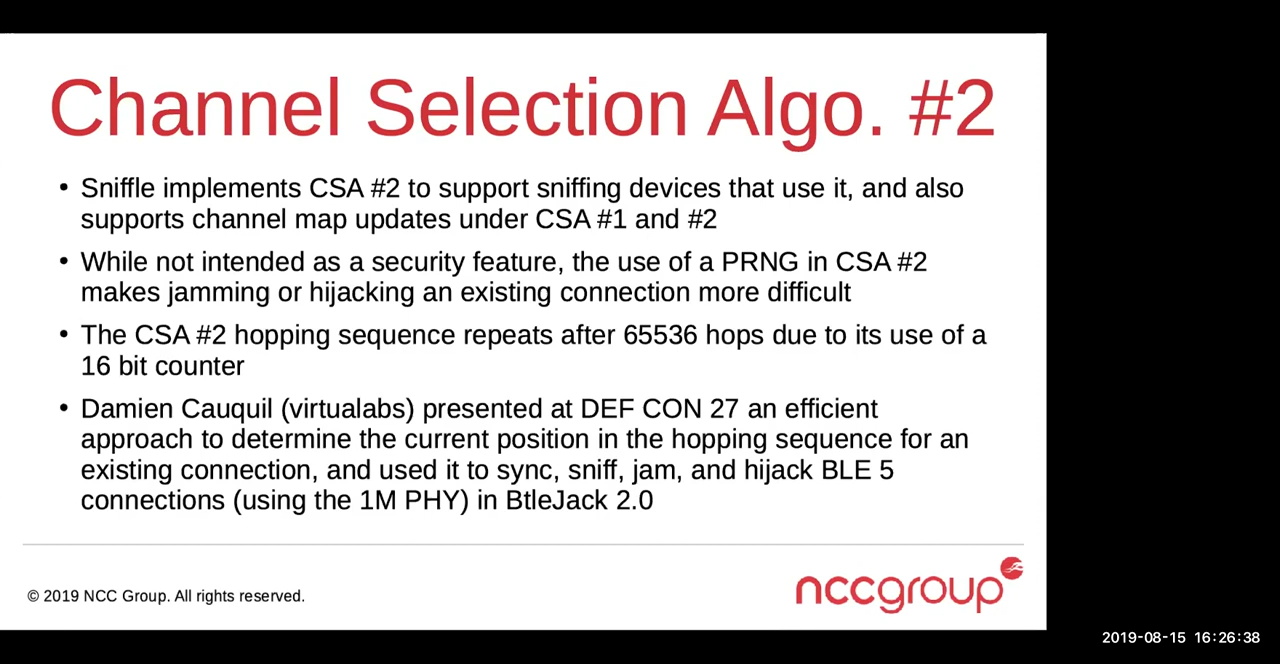 Channel Selection Algo. #2
• Sniffle implements CSA #2 to support sniffing devices that use it, and also
supports channel map updates under CSA #1 and #2
• While not intended as a security feature, the use of a PRNG in CSA #2
makes jamming or hijacking an existing connection more difficult
• The CSA #2 hopping sequence repeats after 65536 hops due to its use of a
16 bit counter
• Damien Cauquil (virtualabs) presented at DEF CON 27 an efficient
approach to determine the current position in the hopping sequence for an
existing connection, and used it to sync, sniff, jam, and hijack BLE 5
connections (using the 1M PHY) in BtleJack 2.0
© 2019 NCC Group. All rights reserved.
nccgroup
2019-08-15 16:26:38